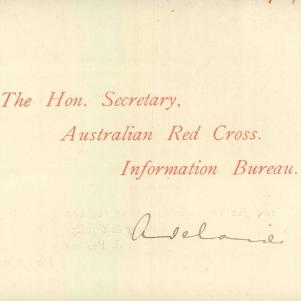 The Hon. Secretary,
Australian Red Cross.
Information Bureau.
Adelaide